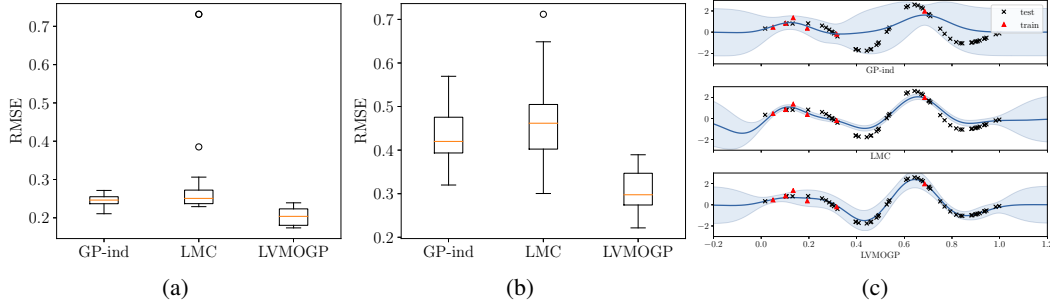 0.7
0.6
0.5
0.4
0.3
0.2
RMSE
GP-ind LMC LVMOGP
(a)
0.7
0.6
0.5
0.4
0.3
0.2
RMSE
GP-ind LMC LVMOGP
(b)
2
0
−2
test
train
GP-ind
2
0
−2
LMC
2
0
−2
−0.2 0.0 0.2 0.4 0.6 0.8 1.0 1.2
LVMOGP
(c)